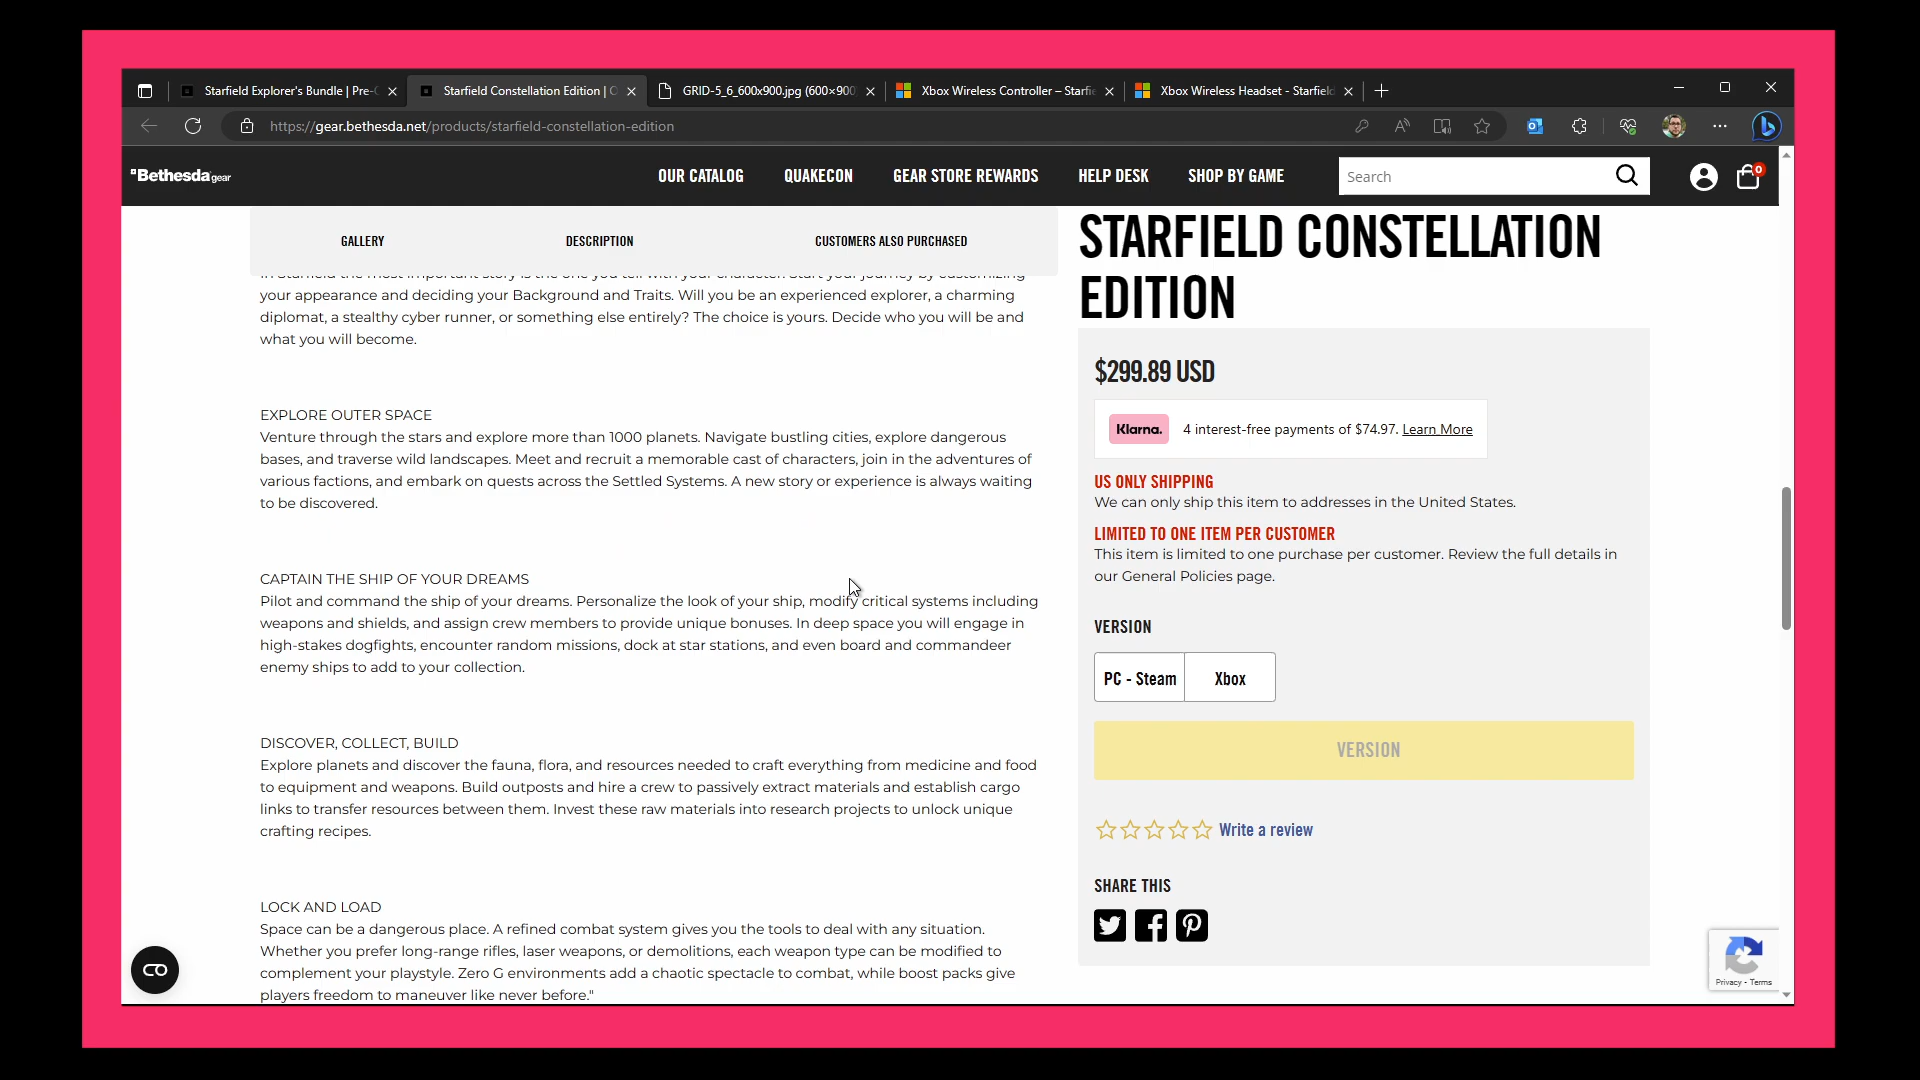 Starfield Explorer's Bundle | Pre-
Starfield Constellation Edition |
GRID-5_6_600x900.jpg (600×900
Xbox Wireless Controller – Starfie
Xbox Wireless Headset - Starfield
https://gear.bethesda.net/products/starfield-constellation-edition
Bethesda gear
OUR CATALOG
QUAKECON
GEAR STORE REWARDS
HELP DESK
SHOP BY GAME
Search
0
GALLERY
DESCRIPTION
CUSTOMERS ALSO PURCHASED
In Starfield the most important story is the one you tell with your character. Start your journey by customizing
your appearance and deciding your Background and Traits. Will you be an experienced explorer, a charming
diplomat, a stealthy cyber runner, or something else entirely? The choice is yours. Decide who you will be and
what you will become.
EXPLORE OUTER SPACE
Venture through the stars and explore more than 1000 planets. Navigate bustling cities, explore dangerous
bases, and traverse wild landscapes. Meet and recruit a memorable cast of characters, join in the adventures of
various factions, and embark on quests across the Settled Systems. A new story or experience is always waiting
to be discovered.
CAPTAIN THE SHIP OF YOUR DREAMS
Pilot and command the ship of your dreams. Personalize the look of your ship, modify critical systems including
weapons and shields, and assign crew members to provide unique bonuses. In deep space you will engage in
high-stakes dogfights, encounter random missions, dock at star stations, and even board and commandeer
enemy ships to add to your collection.
DISCOVER, COLLECT, BUILD
Explore planets and discover the fauna, flora, and resources needed to craft everything from medicine and food
to equipment and weapons. Build outposts and hire a crew to passively extract materials and establish cargo
links to transfer resources between them. Invest these raw materials into research projects to unlock unique
crafting recipes.
LOCK AND LOAD
Space can be a dangerous place. A refined combat system gives you the tools to deal with any situation.
Whether you prefer long-range rifles, laser weapons, or demolitions, each weapon type can be modified to
complement your playstyle. Zero G environments add a chaotic spectacle to combat, while boost packs give
players freedom to maneuver like never before."
STARFIELD CONSTELLATION
EDITION
$299.89 USD
Klarna. 4 interest-free payments of $74.97. Learn More
US ONLY SHIPPING
We can only ship this item to addresses in the United States.
LIMITED TO ONE ITEM PER CUSTOMER
This item is limited to one purchase per customer. Review the full details in
our General Policies page.
VERSION
PC - Steam
Xbox
VERSION
Write a review
SHARE THIS
Privacy - Terms